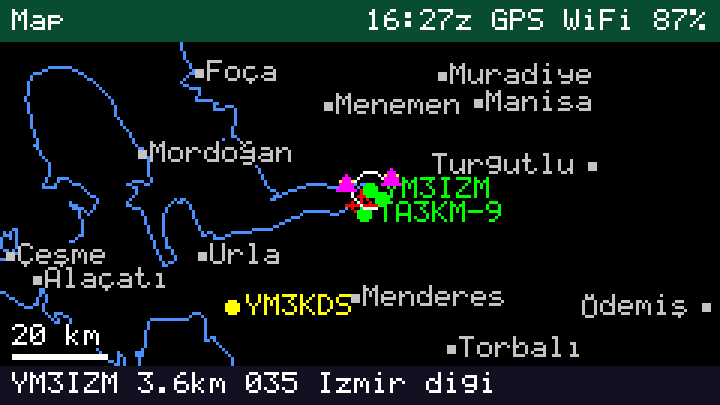 Map 16:27z GPS WiFi 87%
Foça
Muradiye
Menemen
Manisa
Mordoğan
Turgutlu
YM3IZM
TA3KM-9
Çeşme
Urla
Alaçatı
YM3KDS
Menderes
Ödemiş
20 km
Torbalı
YM3IZM 3.6km 035 Izmir digi